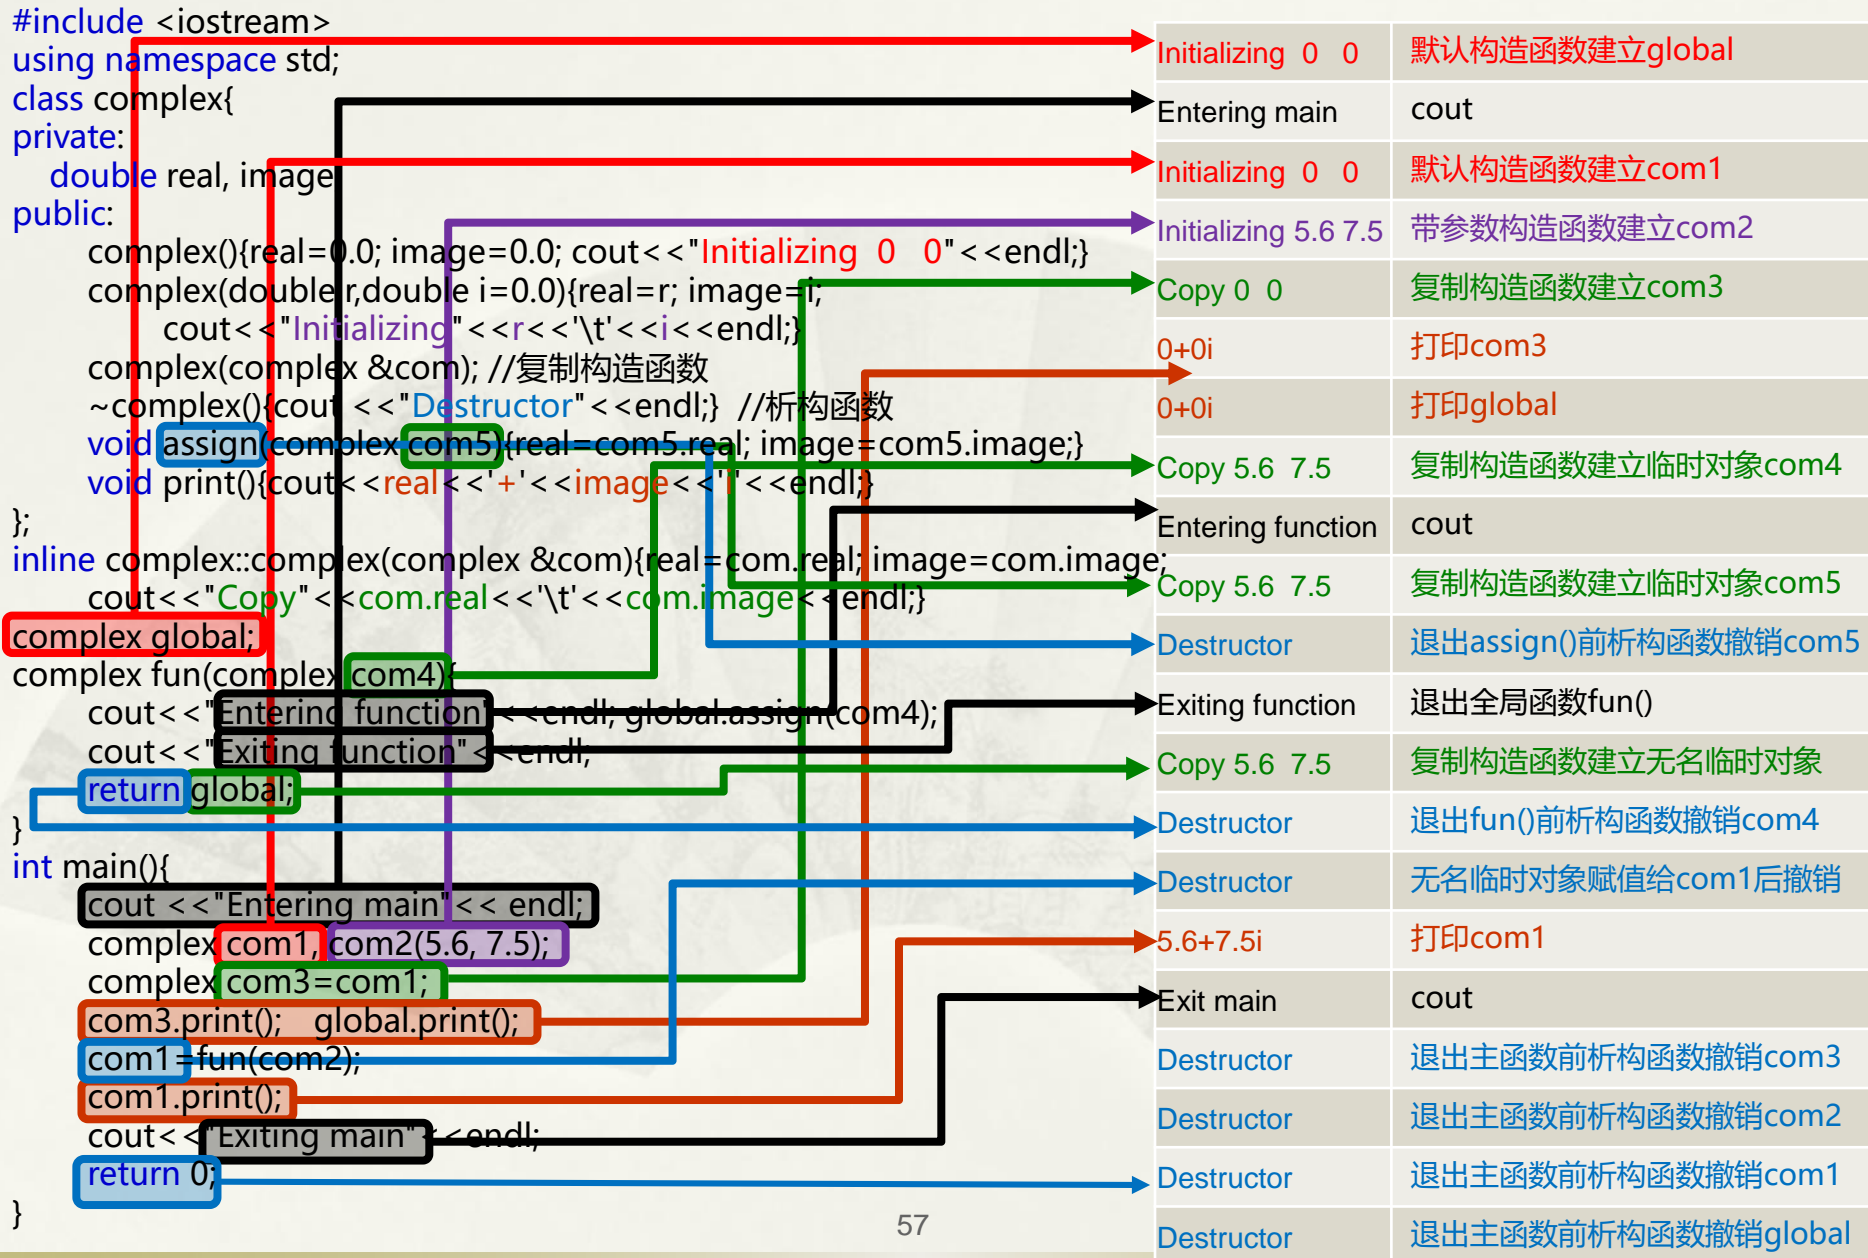 #include <iostream>
using namespace std;
class complex{
private:
double real, image
public:
complex(){real=0.0; image=0.0; cout<<"Initializing 0 0"<<endl;}
complex(double r,double i=0.0){real=r; image=i;
cout<<"Initializing"<<r<<'\t'<<i<<endl;}
complex(complex &com); //复制构造函数
~complex(){cout <<"Destructor"<<endl;} //析构函数
void assign(complex com5){real=com5.real; image=com5.image;}
void print(){cout<<real<<'+'<<image<<'i'<<endl;}
};
inline complex::complex(complex &com){real=com.real; image=com.image;
cout<<"Copy"<<com.real<<'\t'<<com.image<<endl;}
complex global;
complex fun(complex com4){
cout<<"Entering function"<<endl; global.assign(com4);
cout<<"Exiting function"<<endl;
return global;
}
int main(){
cout <<"Entering main"<< endl;
complex com1, com2(5.6, 7.5);
complex com3=com1;
com3.print(); global.print();
com1=fun(com2);
com1.print();
cout<<"Exiting main"<<endl;
return 0;
}
Initializing 0 0 默认构造函数建立global
Entering main cout
Initializing 0 0 默认构造函数建立com1
Initializing 5.6 7.5 带参数构造函数建立com2
Copy 0 0 复制构造函数建立com3
0+0i 打印com3
0+0i 打印global
Copy 5.6 7.5 复制构造函数建立临时对象com4
Entering function cout
Copy 5.6 7.5 复制构造函数建立临时对象com5
Destructor 退出assign()前析构函数撤销com5
Exiting function 退出全局函数fun()
Copy 5.6 7.5 复制构造函数建立无名临时对象
Destructor 退出fun()前析构函数撤销com4
Destructor 无名临时对象赋值给com1后撤销
5.6+7.5i 打印com1
Exit main cout
Destructor 退出主函数前析构函数撤销com3
Destructor 退出主函数前析构函数撤销com2
Destructor 退出主函数前析构函数撤销com1
Destructor 退出主函数前析构函数撤销global
57